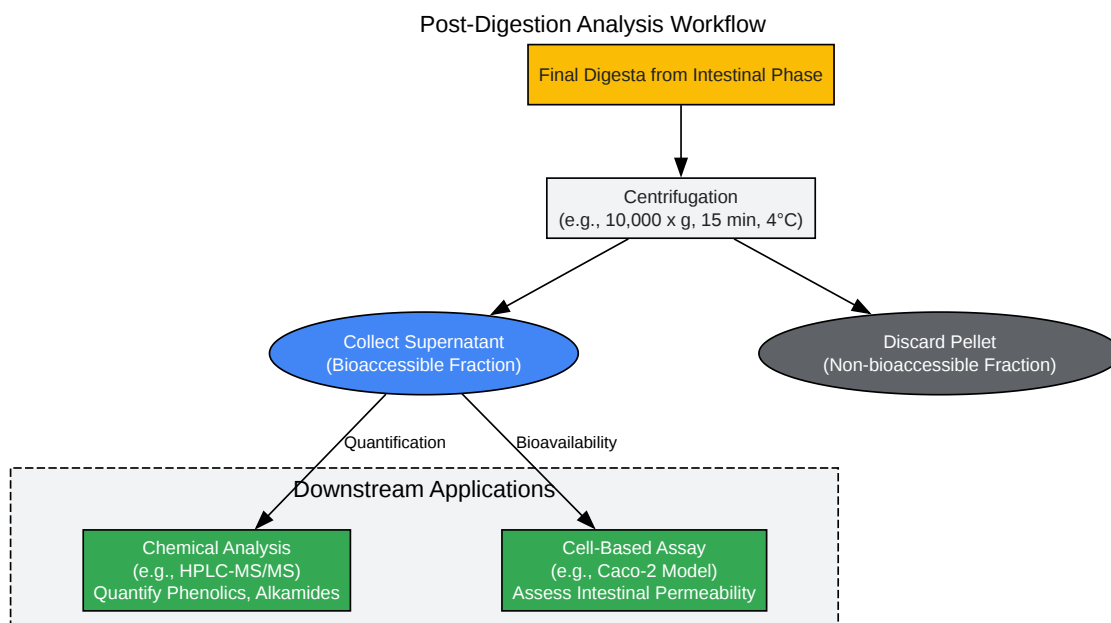 Post-Digestion Analysis Workflow
Final Digesta from Intestinal Phase
Centrifugation
(e.g., 10,000 x g, 15 min, 4°C)
Collect Supernatant
(Bioaccessible Fraction)
Discard Pellet
(Non-bioaccessible Fraction)
Quantification
Bioavailability
Downstream Applications
Chemical Analysis
(e.g., HPLC-MS/MS)
Quantify Phenolics, Alkamides
Cell-Based Assay
(e.g., Caco-2 Model)
Assess Intestinal Permeability